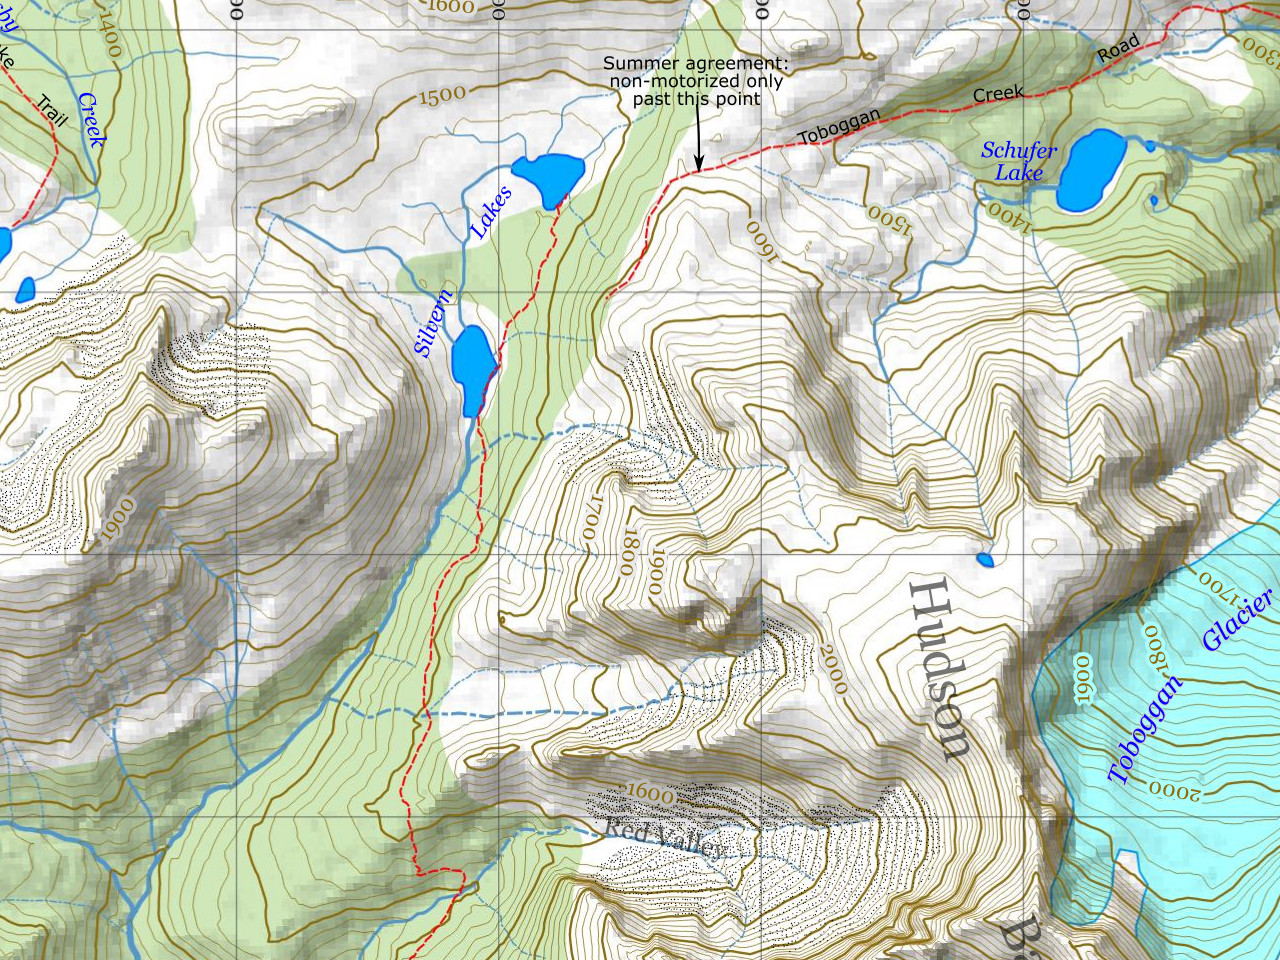 1600
1400
Creek
Trail
1500
Summer agreement:
non-motorized only
past this point
Toboggan
Creek
Road
1300
Schufer
Lake
1400
1500
1600
Silvern
Lakes
1900
1700
1800
1900
2000
Hudson
1600
Red Valley
1700
1800
1900
2000
Toboggan
Glacier